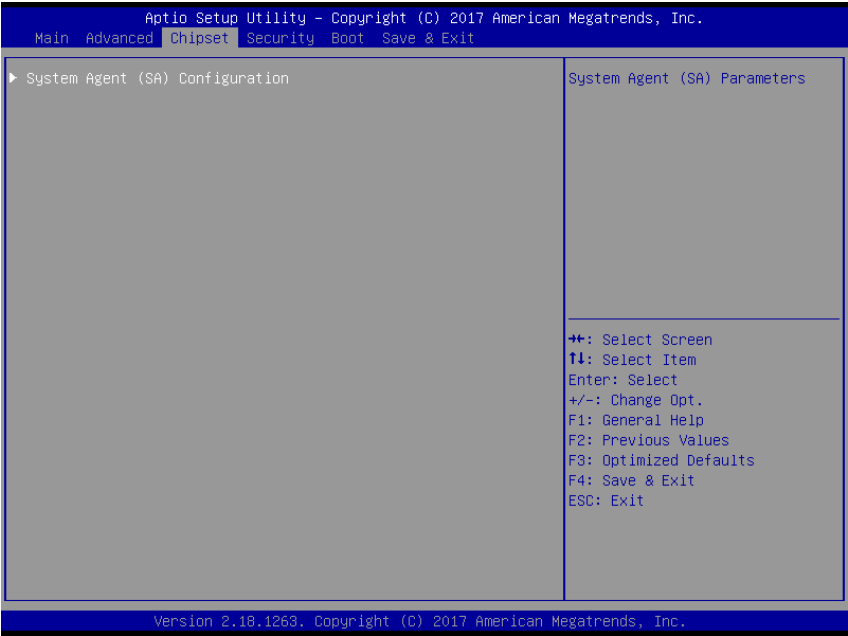 Aptio Setup Utility – Copyright (C) 2017 American Megatrends, Inc.
Main Advanced Chipset Security Boot Save & Exit
▶ System Agent (SA) Configuration
System Agent (SA) Parameters
→←: Select Screen
↑↓: Select Item
Enter: Select
+/-: Change Opt.
F1: General Help
F2: Previous Values
F3: Optimized Defaults
F4: Save & Exit
ESC: Exit
Version 2.18.1263. Copyright (C) 2017 American Megatrends, Inc.